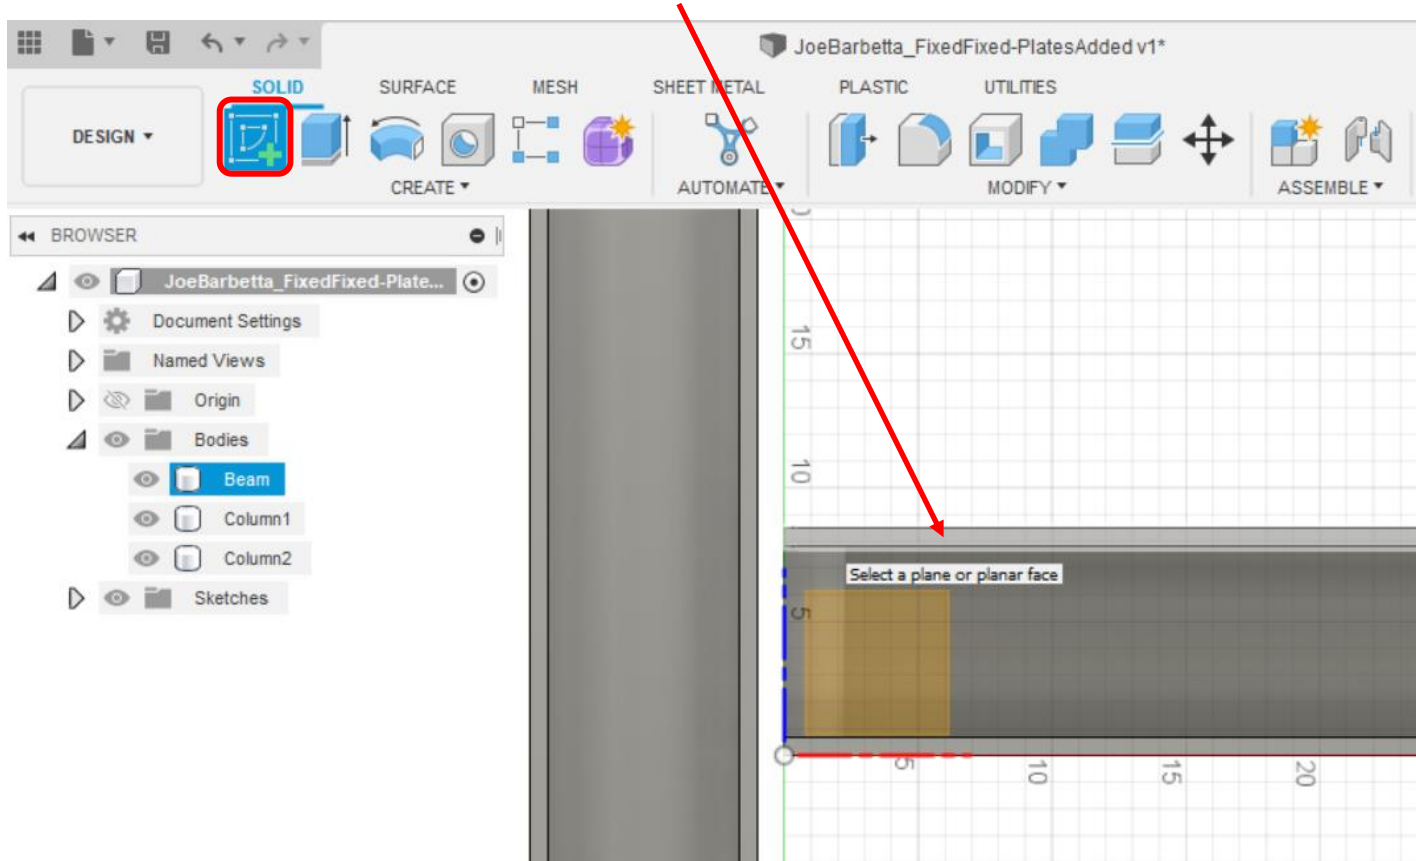 JoeBarbetta_FixedFixed-PlatesAdded v1*
SOLID SURFACE MESH SHEET METAL PLASTIC UTILITIES
DESIGN
CREATE AUTOMATE MODIFY ASSEMBLE
BROWSER
JoeBarbetta_FixedFixed-Plate...
Document Settings
Named Views
Origin
Bodies
Beam
Column1
Column2
Sketches
15
10
Select a plane or planar face
5
5 10 15 20